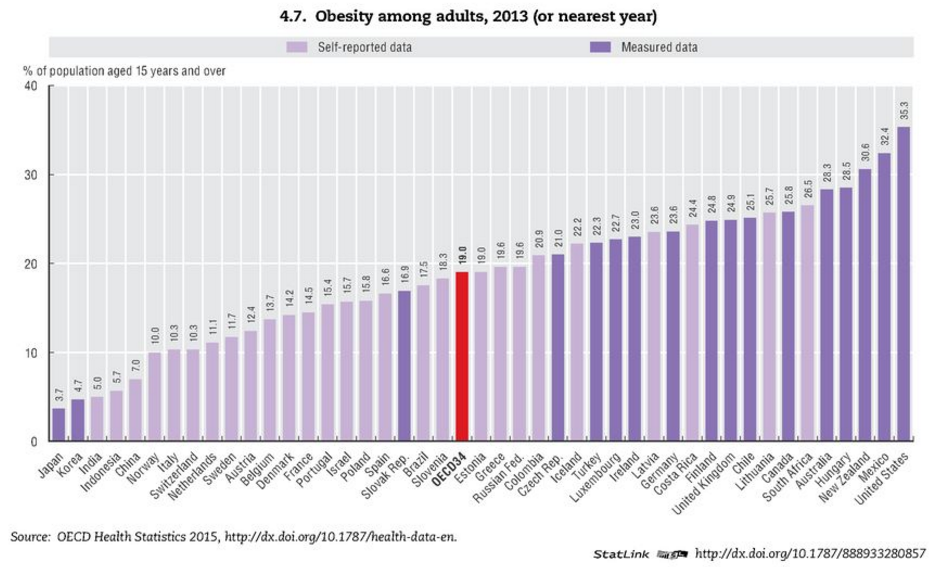 4.7. Obesity among adults, 2013 (or nearest year)
Self-reported data
Measured data
% of population aged 15 years and over
40
30
20
10
0
3.7
4.7
5.0
5.7
7.0
10.0
10.3
10.3
11.1
11.7
12.4
13.7
14.2
14.5
15.4
15.7
15.8
16.6
16.9
17.5
18.3
19.0
19.0
19.6
19.6
20.9
21.0
22.2
22.3
22.7
23.0
23.6
23.6
24.4
24.8
24.9
25.1
25.7
25.8
26.5
28.3
28.5
30.6
32.4
35.3
Japan
Korea
India
Indonesia
China
Norway
Italy
Switzerland
Netherlands
Sweden
Austria
Belgium
Denmark
France
Portugal
Israel
Poland
Spain
Slovak Rep.
Brazil
Slovenia
OECD34
Estonia
Greece
Russian Fed.
Colombia
Czech Rep.
Iceland
Turkey
Luxembourg
Ireland
Latvia
Germany
Costa Rica
Finland
United Kingdom
Chile
Lithuania
Canada
South Africa
Australia
Hungary
New Zealand
Mexico
United States
Source: OECD Health Statistics 2015, http://dx.doi.org/10.1787/health-data-en.
StatLink http://dx.doi.org/10.1787/888933280857